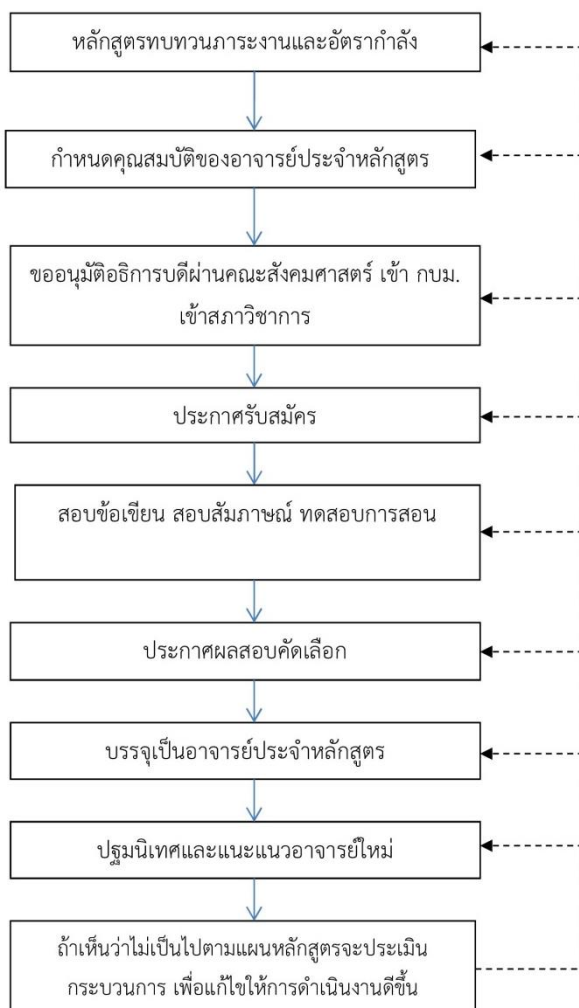 หลักสูตรทบทวนภาระงานและอัตรากำลัง
กำหนดคุณสมบัติของอาจารย์ประจำหลักสูตร
ขออนุมัติอธิการบดีผ่านคณะสังคมศาสตร์ เข้า กบม.
เข้าสภาวิชาการ
ประกาศรับสมัคร
สอบข้อเขียน สอบสัมภาษณ์ ทดสอบการสอน
ประกาศผลสอบคัดเลือก
บรรจุเป็นอาจารย์ประจำหลักสูตร
ปฐมนิเทศและแนะแนวอาจารย์ใหม่
ถ้าเห็นว่าไม่เป็นไปตามแผนหลักสูตรจะประเมิน
กระบวนการ เพื่อแก้ไขให้การดำเนินงานดีขึ้น